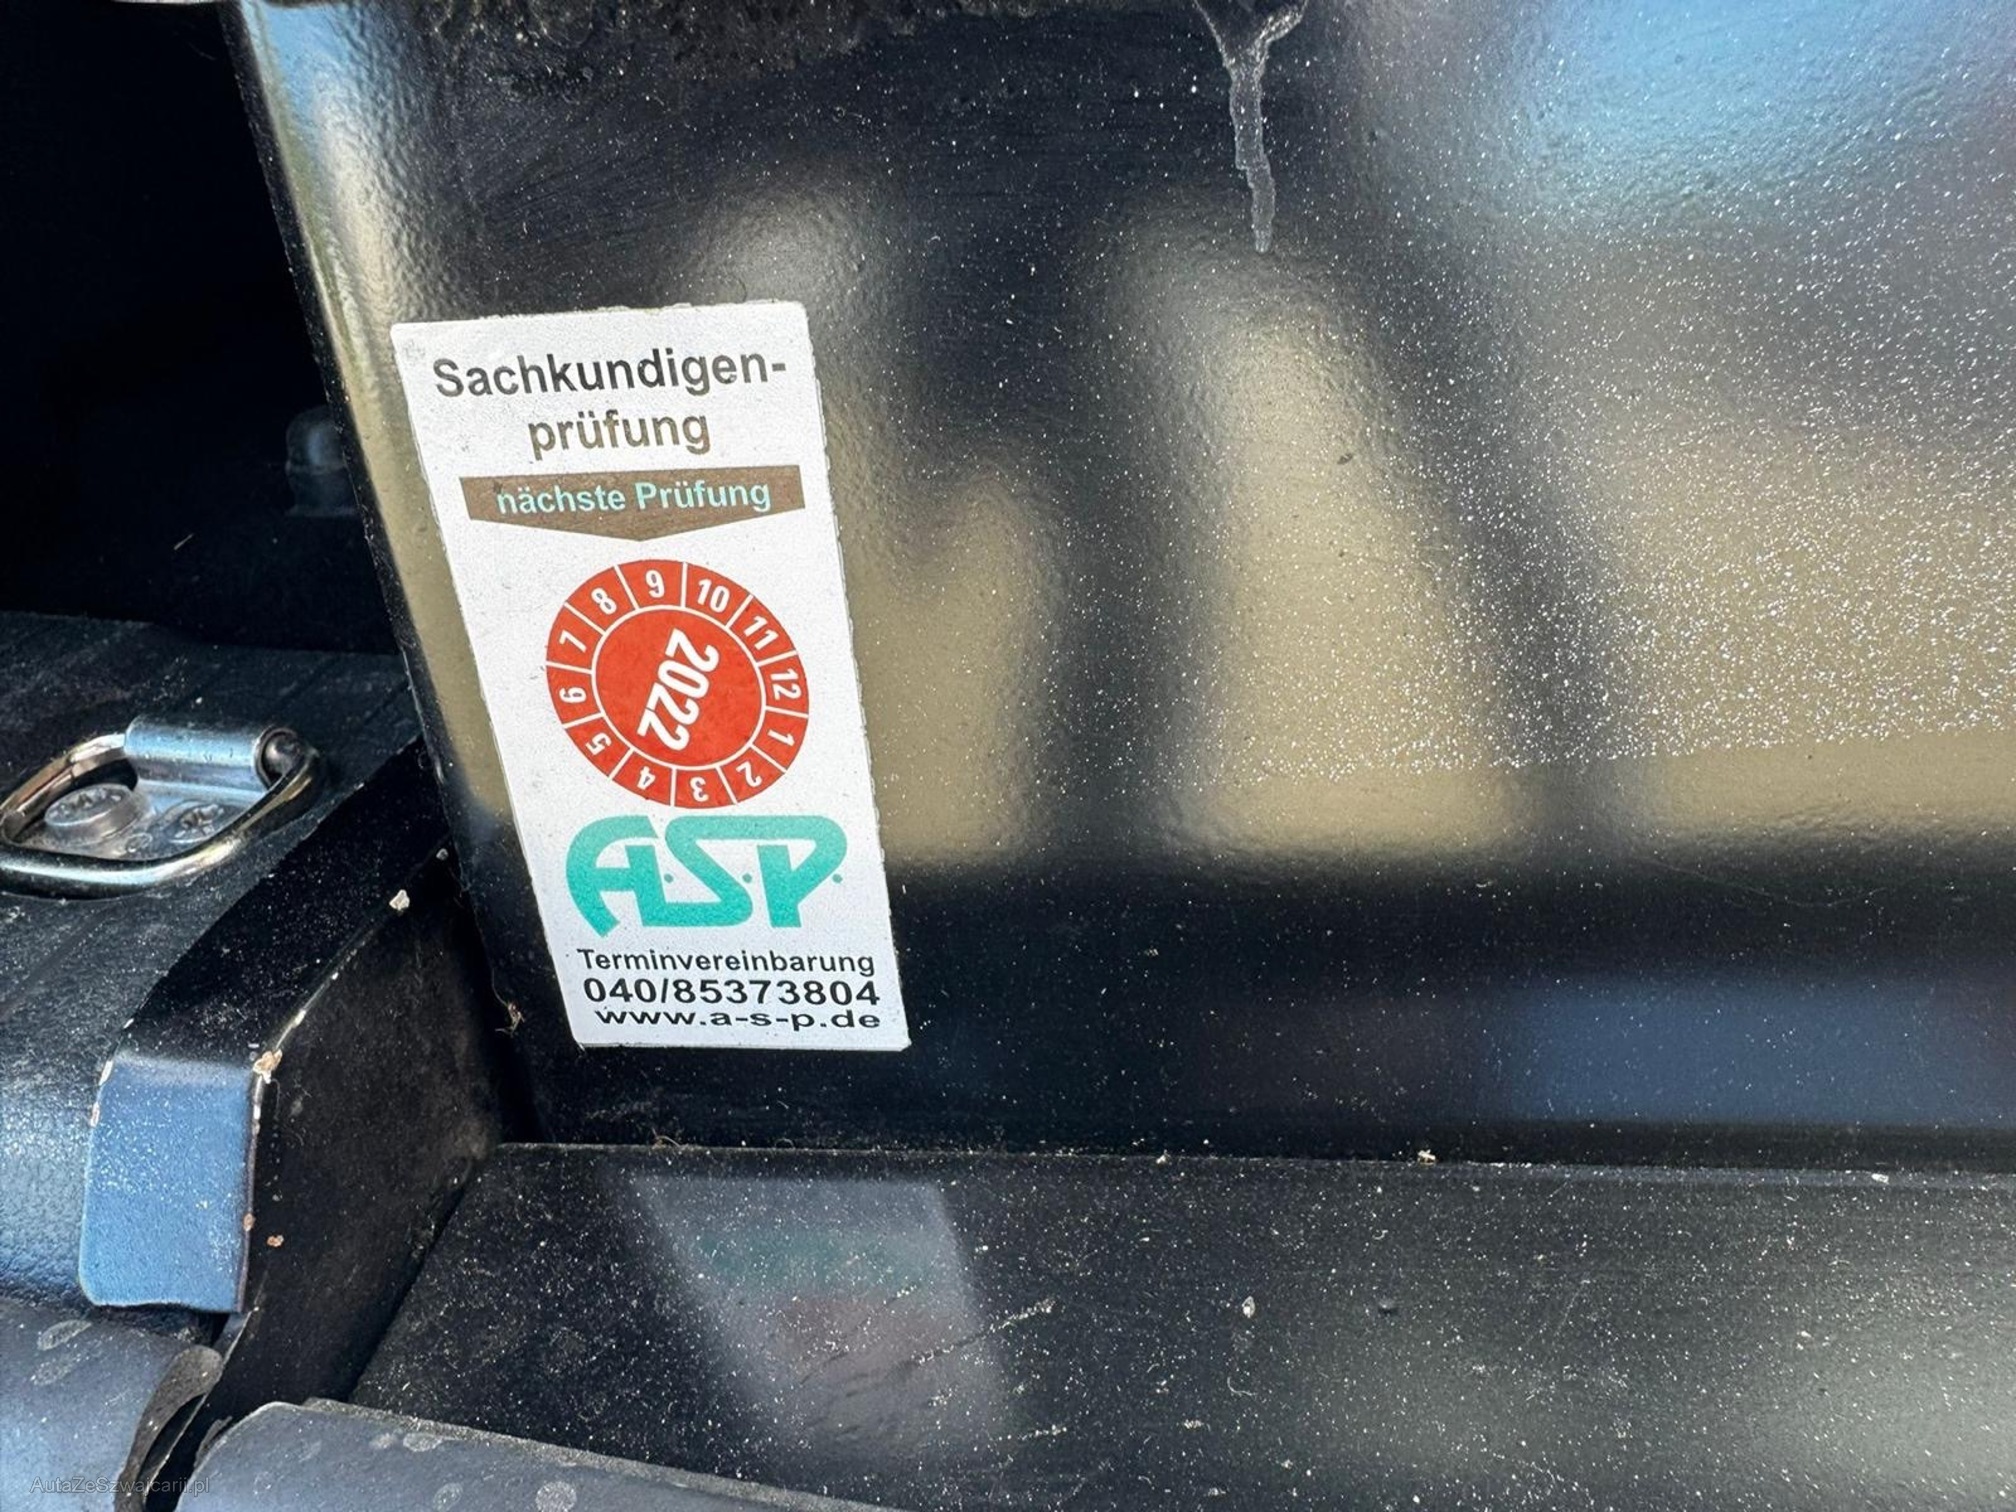 Sachkundigen-
prüfung
nächste Prüfung
1 2 3 4 5 6 7 8 9 10 11 12
2022
A.S.P.
Terminvereinbarung
040/85373804
www.a-s-p.de
AutaZeSzwajcarii.pl